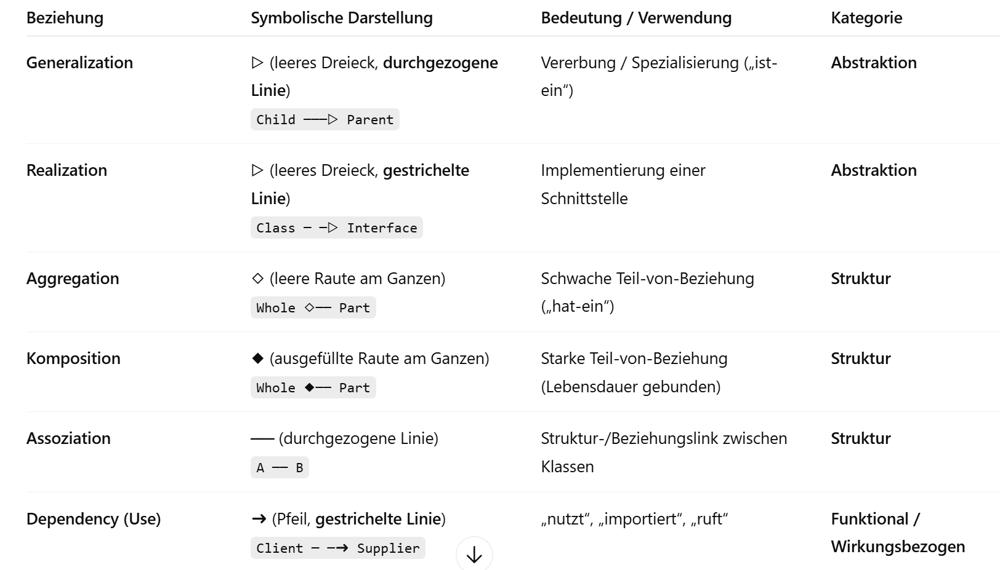 Beziehung Symbolische Darstellung Bedeutung / Verwendung Kategorie
Generalization ▷ (leeres Dreieck, durchgezogene Vererbung / Spezialisierung („ist- Abstraktion
Linie) ein“)
Child ───▷ Parent
Realization ▷ (leeres Dreieck, gestrichelte Implementierung einer Abstraktion
Linie) Schnittstelle
Class ─ ─▷ Interface
Aggregation ◇ (leere Raute am Ganzen) Schwache Teil-von-Beziehung Struktur
Whole ◇── Part („hat-ein“)
Komposition ◆ (ausgefüllte Raute am Ganzen) Starke Teil-von-Beziehung Struktur
Whole ◆── Part (Lebensdauer gebunden)
Assoziation ── (durchgezogene Linie) Struktur-/Beziehungslink zwischen Struktur
A ── B Klassen
Dependency (Use) → (Pfeil, gestrichelte Linie) „nutzt“, „importiert“, „ruft“ Funktional /
Client ─ ─→ Supplier Wirkungsbezogen